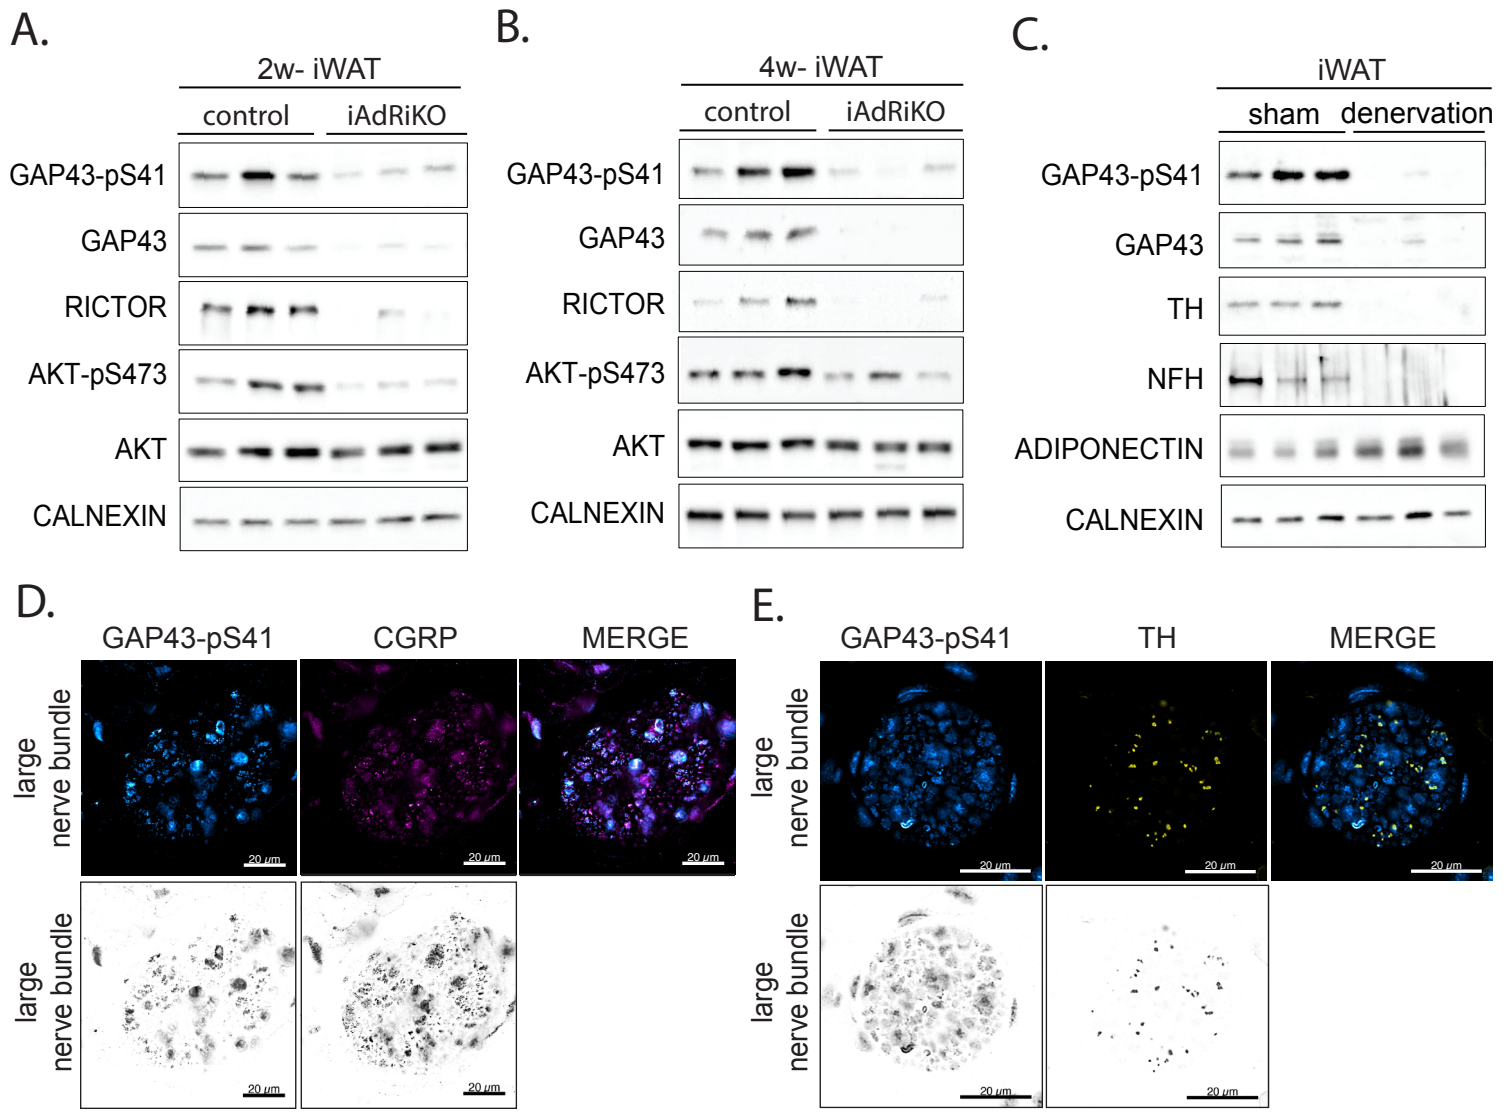 A.
2w- iWAT
control iAdRiKO
GAP43-pS41
GAP43
RICTOR
AKT-pS473
AKT
CALNEXIN
B.
4w- iWAT
control iAdRiKO
GAP43-pS41
GAP43
RICTOR
AKT-pS473
AKT
CALNEXIN
C.
iWAT
sham denervation
GAP43-pS41
GAP43
TH
NFH
ADIPONECTIN
CALNEXIN
D.
GAP43-pS41 CGRP MERGE
large
nerve bundle
20 µm 20 µm 20 µm
large
nerve bundle
20 µm 20 µm
E.
GAP43-pS41 TH MERGE
large
nerve bundle
20 µm 20 µm 20 µm
large
nerve bundle
20 µm 20 µm